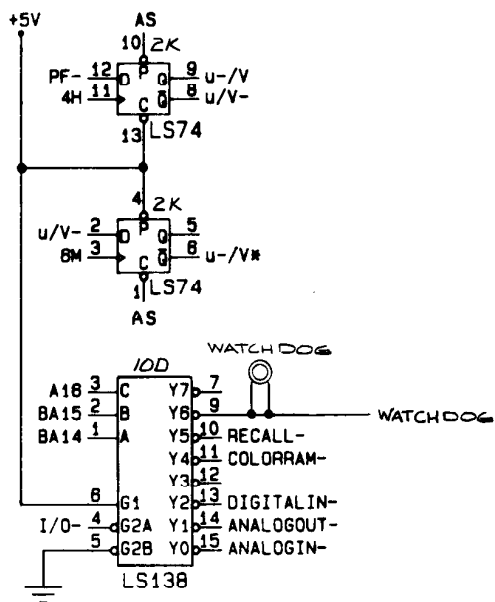 +5V
AS
10 2K
PF- 12 D P Q 9 u-/V
4H 11 C Q 8 u/V-
13 LS74
4 2K
u/V- 2 D P Q 5
8M 3 C Q 6 u-/V*
1 LS74
AS
10D
WATCHDOG
A16 3 C Y7 7
BA15 2 B Y6 9 WATCHDOG
BA14 1 A Y5 10 RECALL-
Y4 11 COLORRAM-
Y3 12
6 G1 Y2 13 DIGITALIN-
I/O- 4 G2A Y1 14 ANALOGOUT-
5 G2B Y0 15 ANALOGIN-
LS138